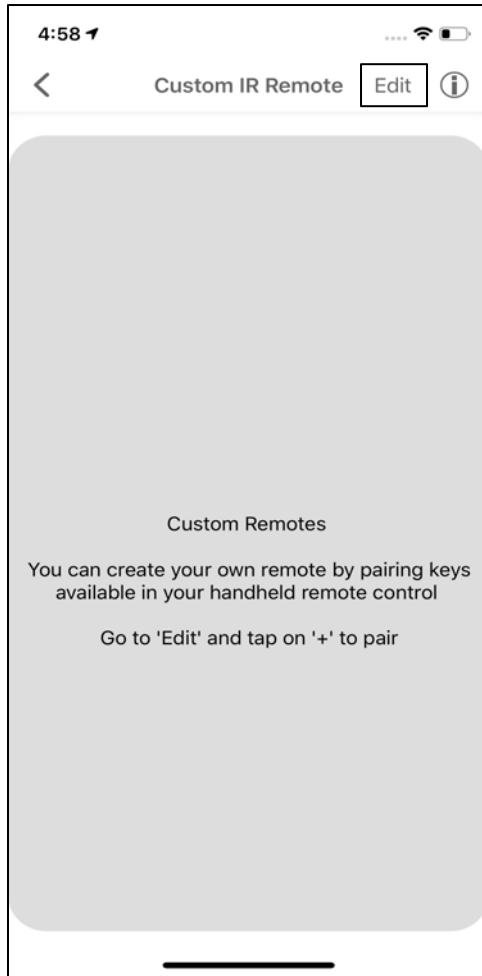 4:58
Custom IR Remote Edit
Custom Remotes
You can create your own remote by pairing keys
available in your handheld remote control
Go to 'Edit' and tap on '+' to pair